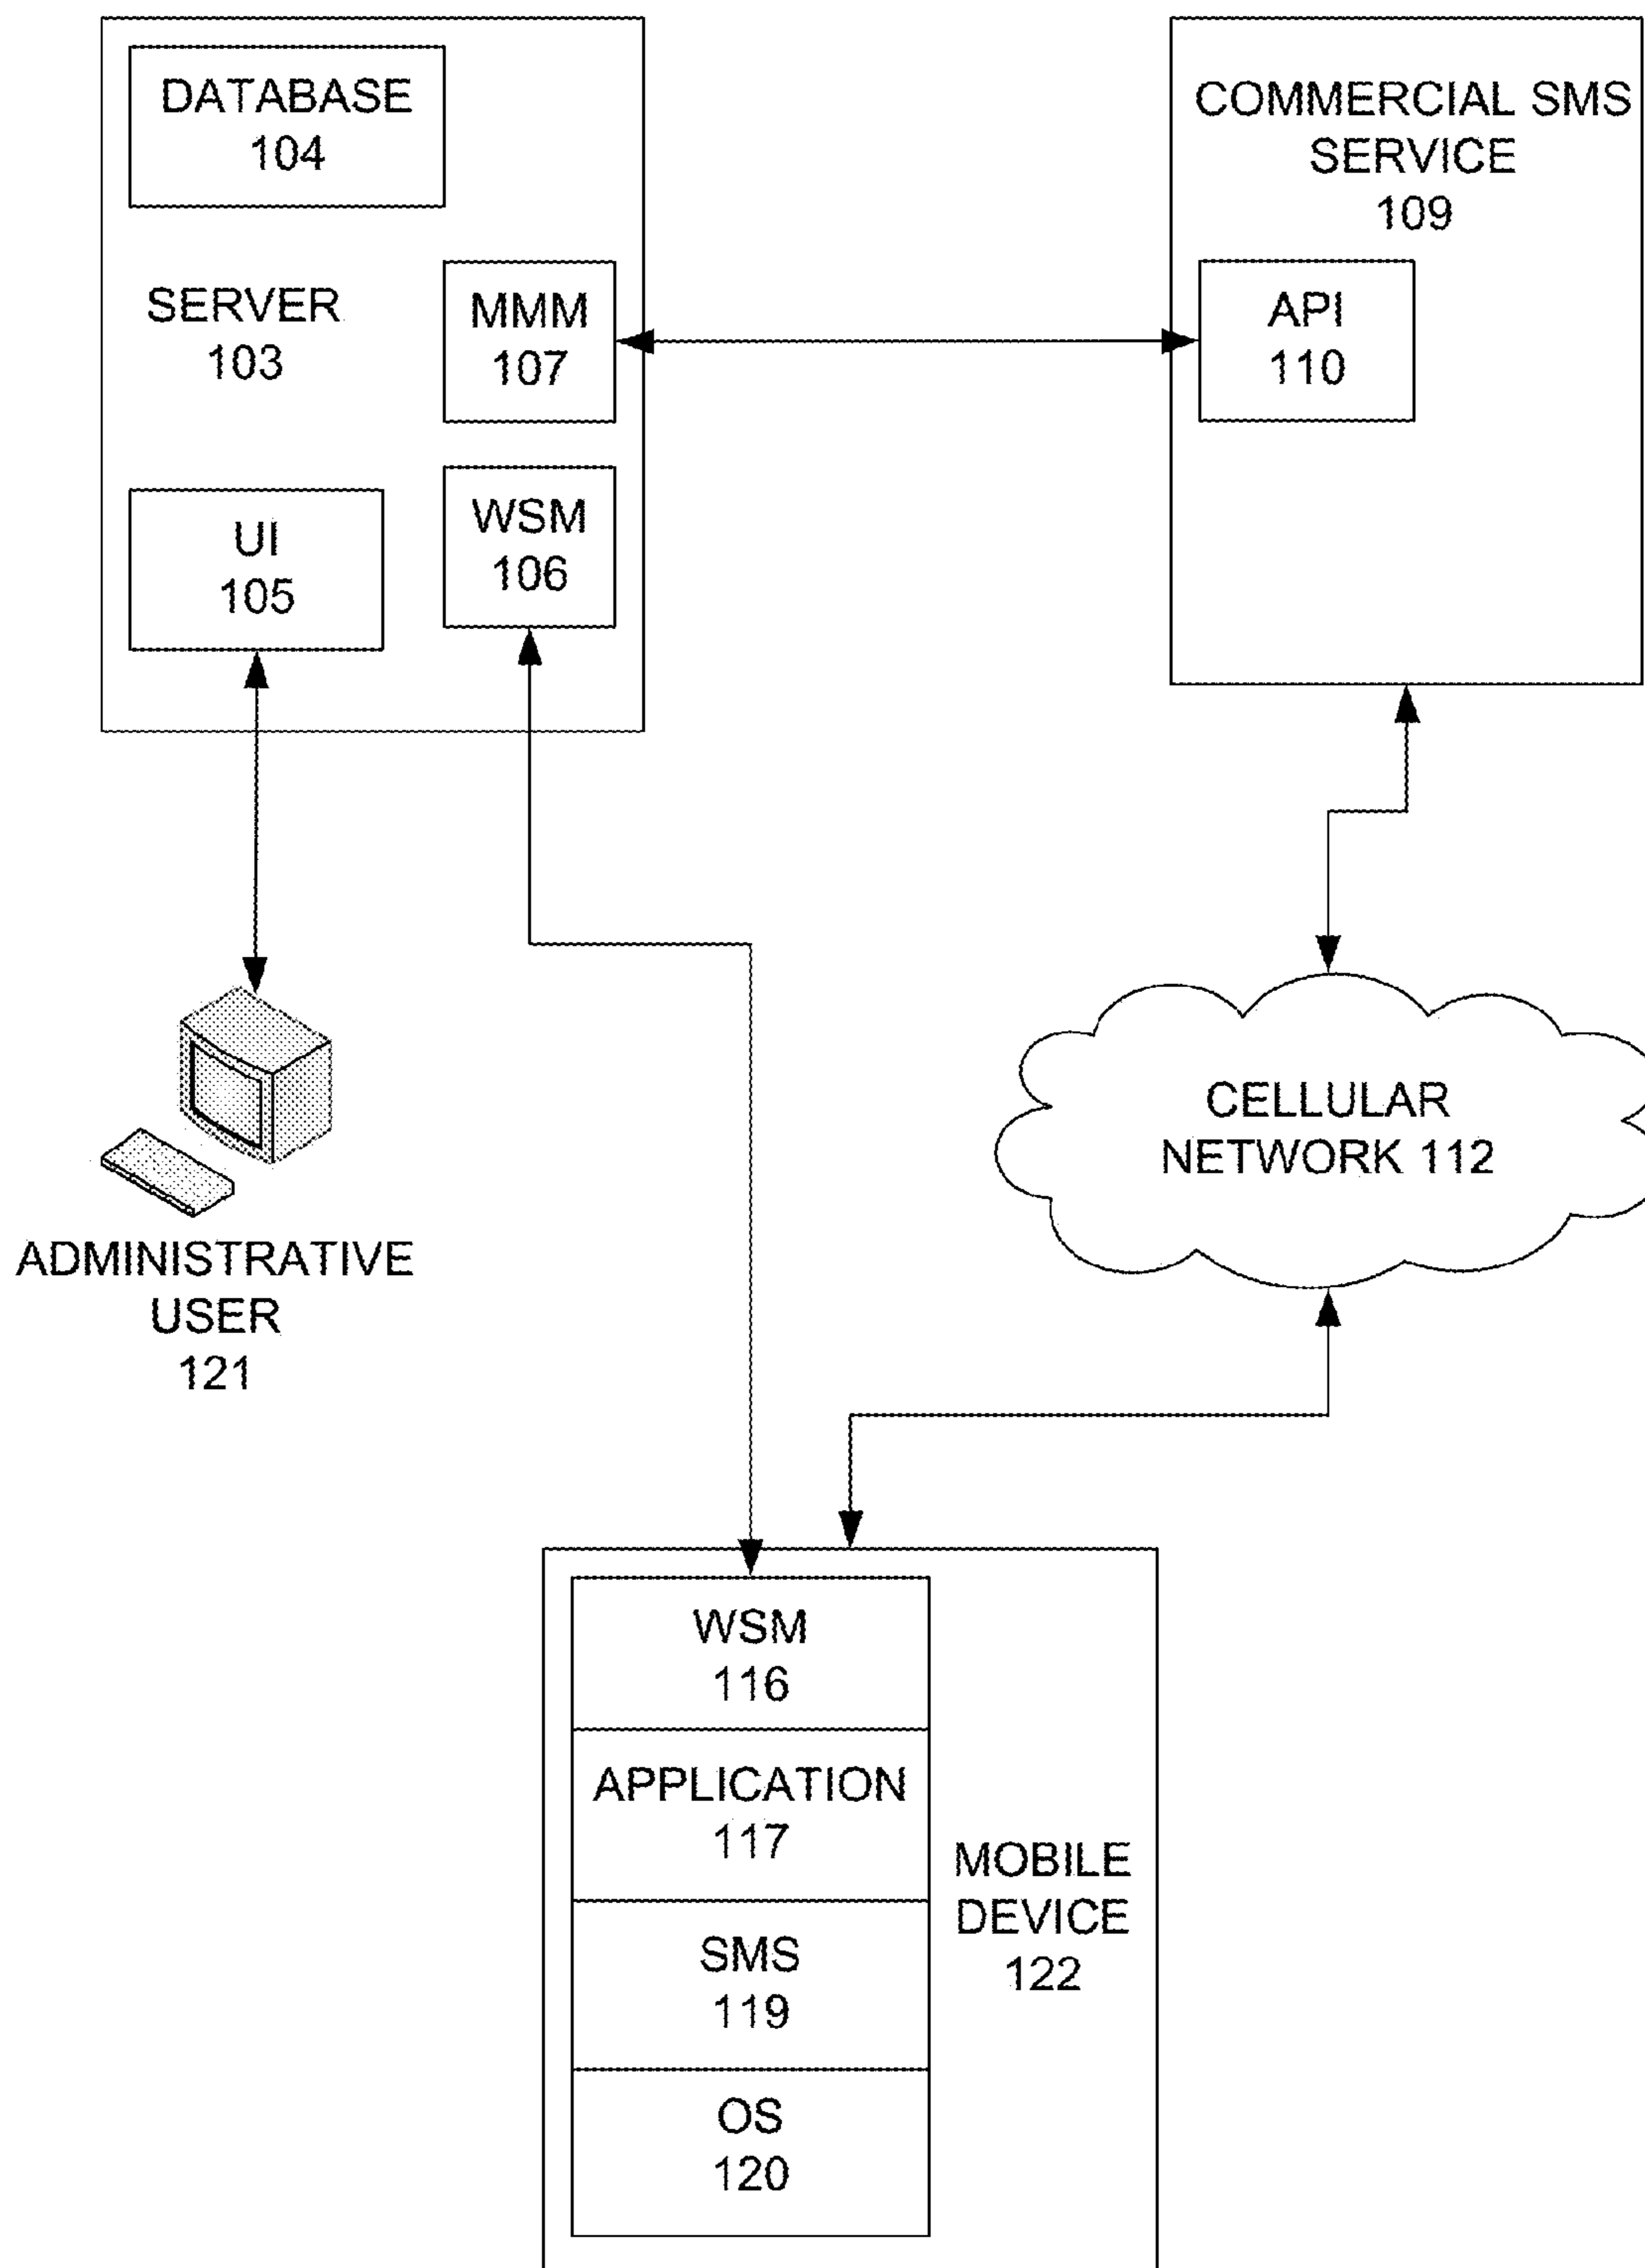 DATABASE
104
SERVER
103
MMM
107
UI
105
WSM
106
COMMERCIAL SMS
SERVICE
109
API
110
ADMINISTRATIVE
USER
121
CELLULAR
NETWORK 112
WSM
116
APPLICATION
117
SMS
119
OS
120
MOBILE
DEVICE
122